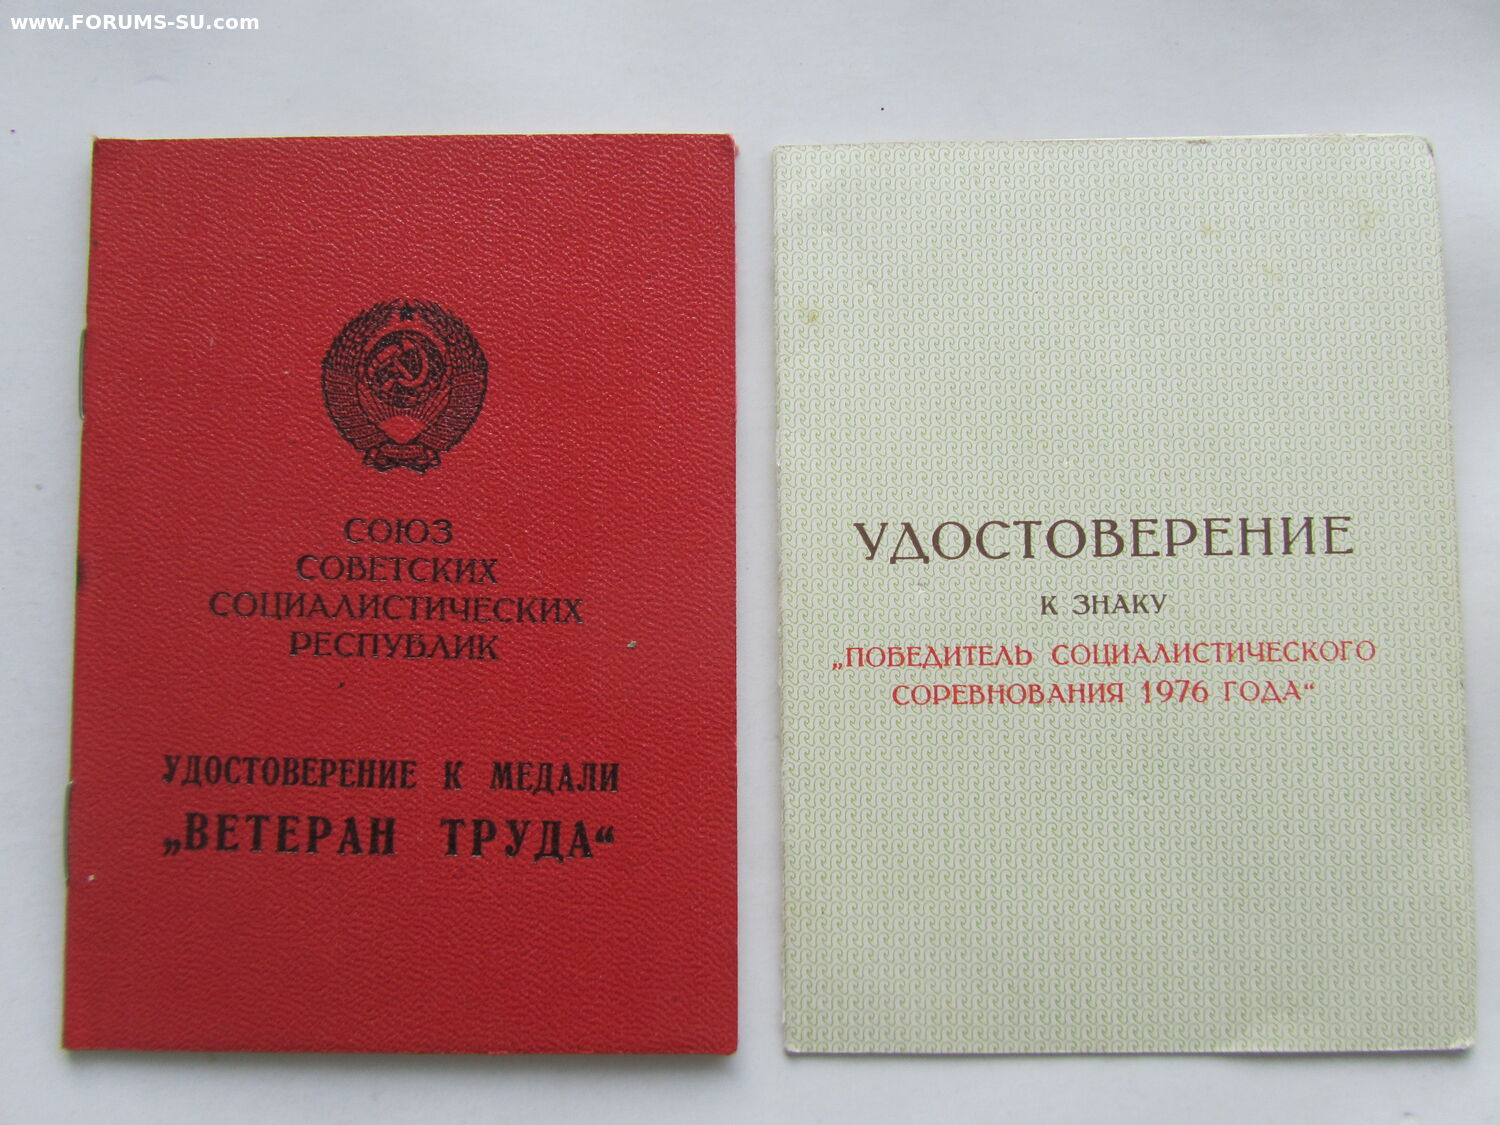 www.FORUMS-SU.com
СОЮЗ
СОВЕТСКИХ
СОЦИАЛИСТИЧЕСКИХ
РЕСПУБЛИК
УДОСТОВЕРЕНИЕ К МЕДАЛИ
„ВЕТЕРАН ТРУДА“
УДОСТОВЕРЕНИЕ
К ЗНАКУ
„ПОБЕДИТЕЛЬ СОЦИАЛИСТИЧЕСКОГО
СОРЕВНОВАНИЯ 1976 ГОДА“